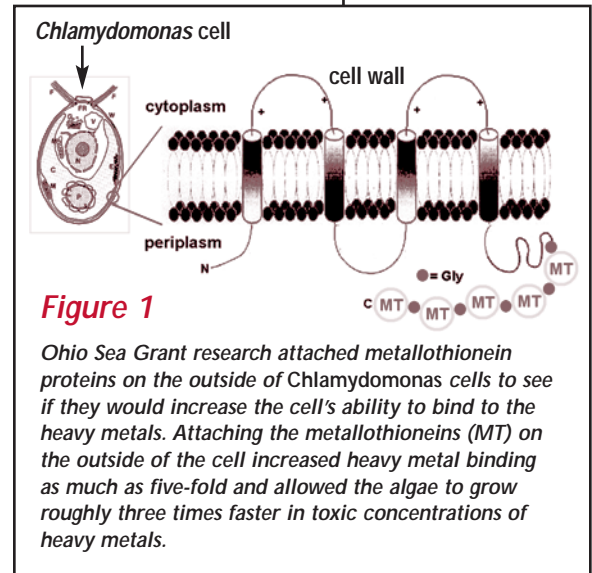 Chlamydomonas cell
cell wall
cytoplasm
+ + + +
periplasm
N
= Gly
MT
C MT MT MT MT MT
Figure 1
Ohio Sea Grant research attached metallothionein
proteins on the outside of Chlamydomonas cells to see
if they would increase the cell's ability to bind to the
heavy metals. Attaching the metallothioneins (MT) on
the outside of the cell increased heavy metal binding
as much as five-fold and allowed the algae to grow
roughly three times faster in toxic concentrations of
heavy metals.